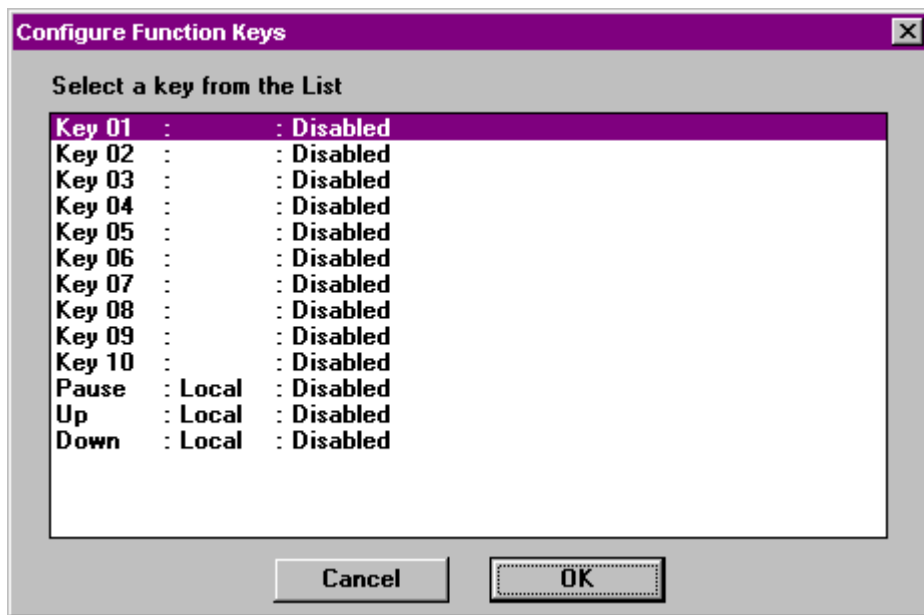 Configure Function Keys
Select a key from the List
Key 01 : : Disabled
Key 02 : : Disabled
Key 03 : : Disabled
Key 04 : : Disabled
Key 05 : : Disabled
Key 06 : : Disabled
Key 07 : : Disabled
Key 08 : : Disabled
Key 09 : : Disabled
Key 10 : : Disabled
Pause : Local : Disabled
Up : Local : Disabled
Down : Local : Disabled
Cancel OK